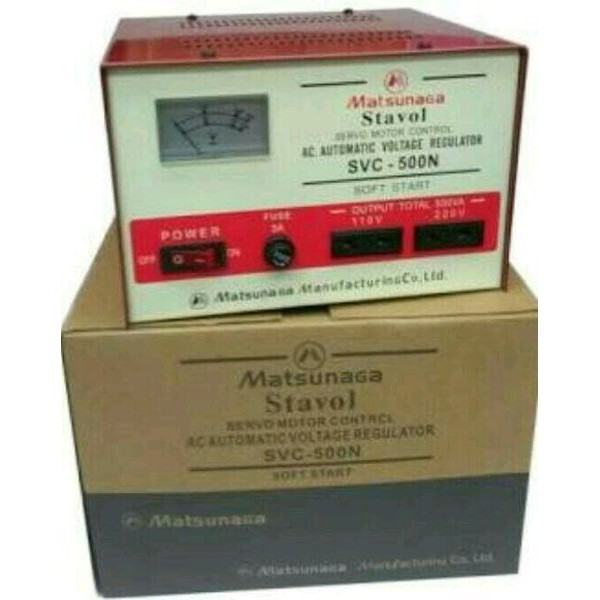 Matsunaga
Stavol
SERVO MOTOR CONTROL
AC. AUTOMATIC VOLTAGE REGULATOR
SVC - 500N
SOFT START
POWER
OFF
ON
FUSE
3A
OUTPUT TOTAL 500VA
110V
220V
Matsunaga Manufacturing Co,. Ltd.
Matsunaga
Stavol
SERVO MOTOR CONTROL
AC AUTOMATIC VOLTAGE REGULATOR
SVC-500N
SOFT START
Matsunaga
Matsunaga Manufacturing Co,. Ltd.